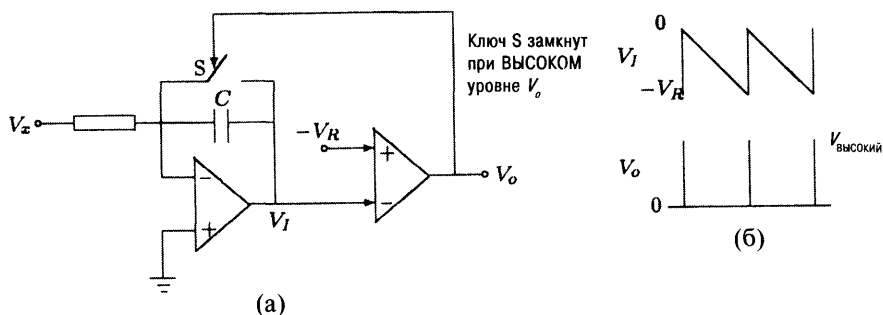 Ключ S замкнут
при ВЫСОКОМ
уровне V_o
S
C
V_x
−V_R
−
+
+
−
V_I
V_o
(а)
0
V_I
−V_R
V_o
V_высокий
0
(б)